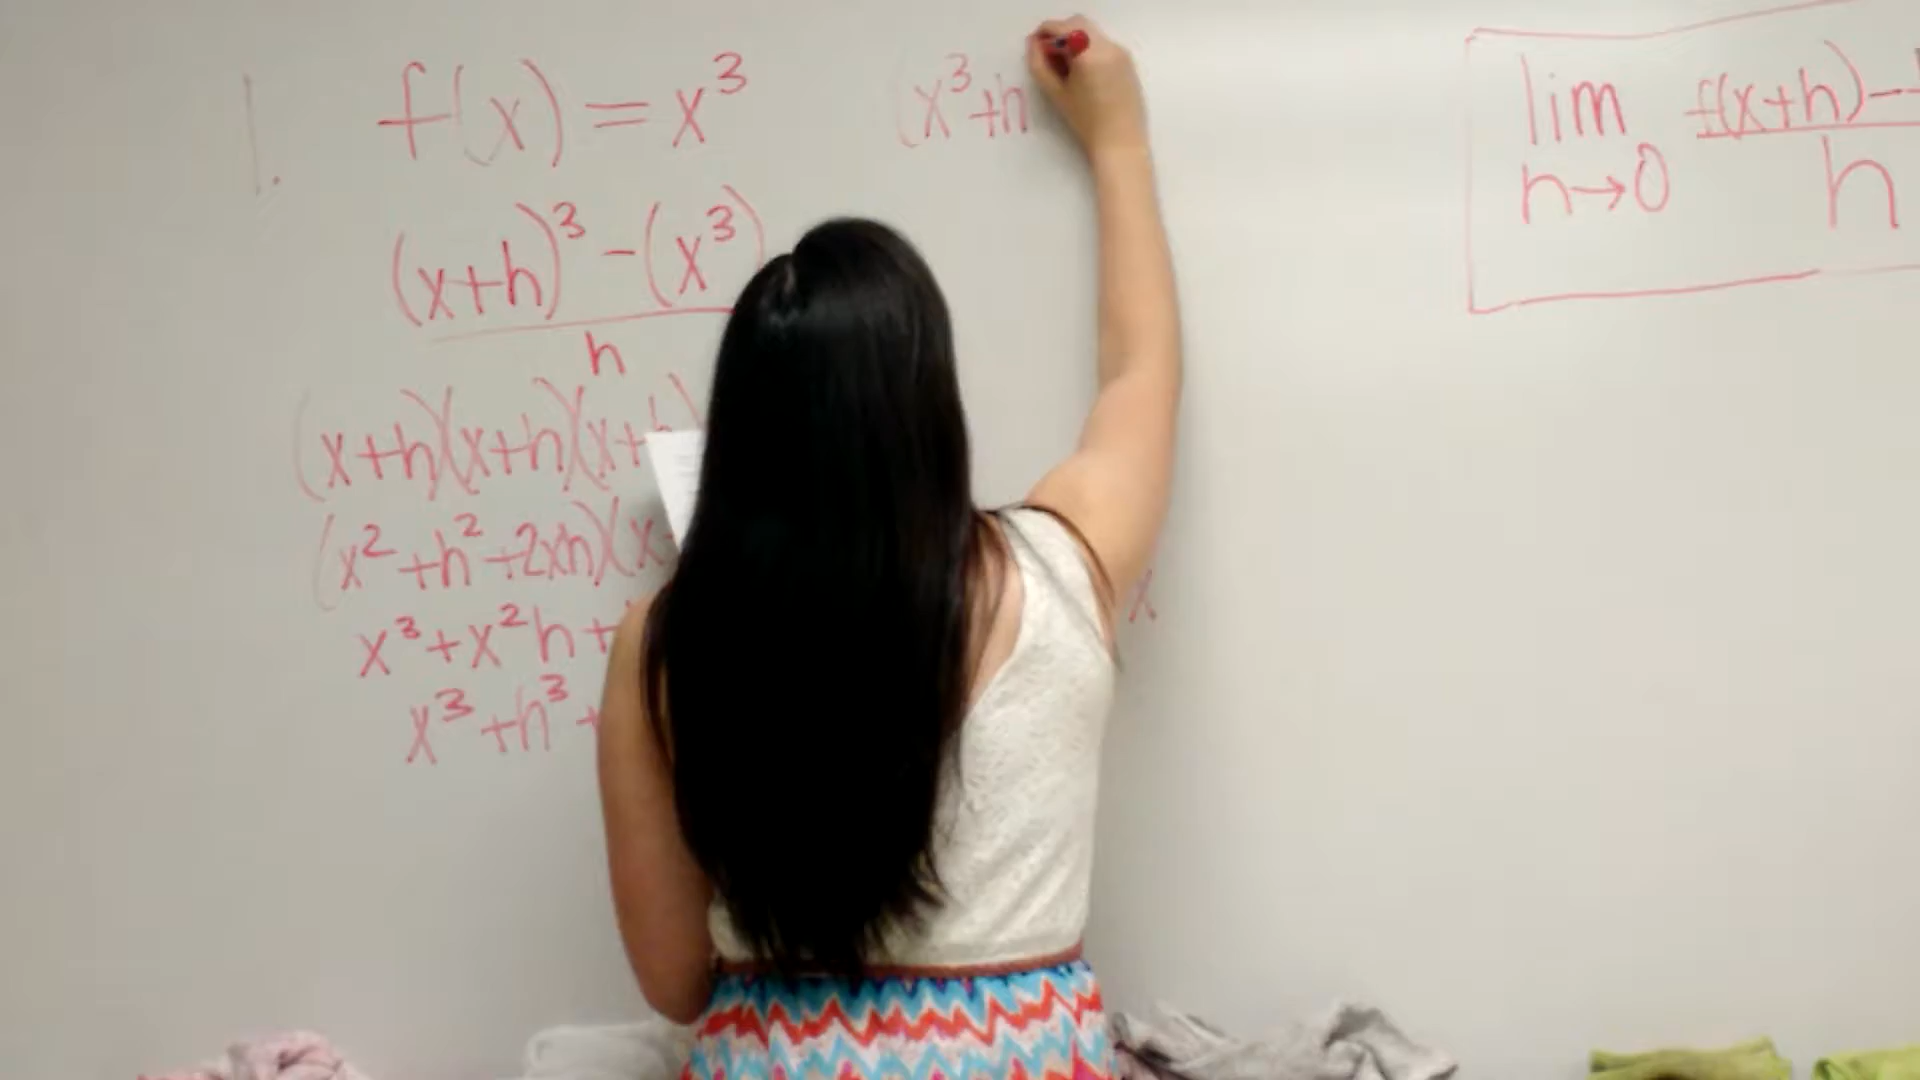 1. f(x) = x³
(x+h)³ - (x³)
h
(x+h)(x+h)(x+h)
(x² + h² + 2xh)(x
x³ + x²h +
x³ + h³ +
(x³ + h
x
lim f(x+h) -
h→0 h